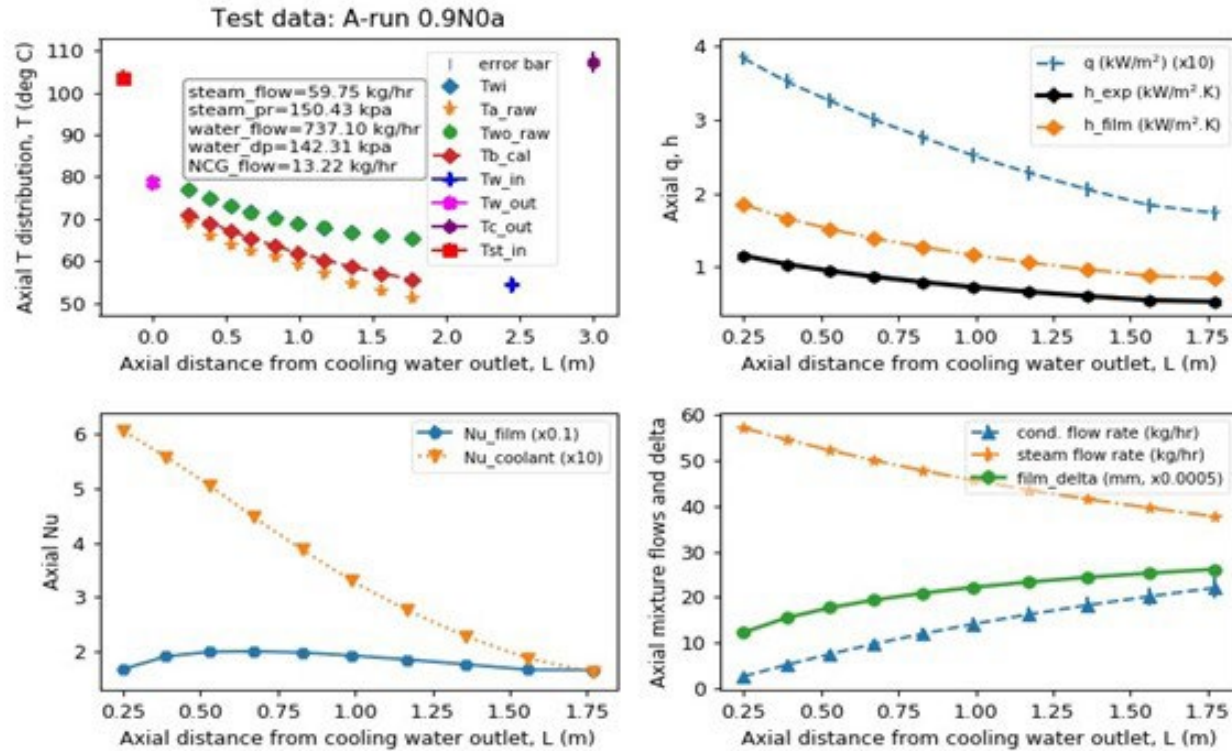 Test data: A-run 0.9N0a
Axial T distribution, T (deg C)
110
100
90
80
70
60
50
steam_flow=59.75 kg/hr
steam_pr=150.43 kpa
water_flow=737.10 kg/hr
water_dp=142.31 kpa
NCG_flow=13.22 kg/hr
error bar
Twi
Ta_raw
Two_raw
Tb_cal
Tw_in
Tw_out
Tc_out
Tst_in
0.0 0.5 1.0 1.5 2.0 2.5 3.0
Axial distance from cooling water outlet, L (m)
Axial q, h
4
3
2
1
q (kW/m²) (x10)
h_exp (kW/m².K)
h_film (kW/m².K)
0.25 0.50 0.75 1.00 1.25 1.50 1.75
Axial distance from cooling water outlet, L (m)
Axial Nu
6
5
4
3
2
Nu_film (x0.1)
Nu_coolant (x10)
0.25 0.50 0.75 1.00 1.25 1.50 1.75
Axial distance from cooling water outlet, L (m)
Axial mixture flows and delta
60
50
40
30
20
10
0
cond. flow rate (kg/hr)
steam flow rate (kg/hr)
film_delta (mm, x0.0005)
0.25 0.50 0.75 1.00 1.25 1.50 1.75
Axial distance from cooling water outlet, L (m)